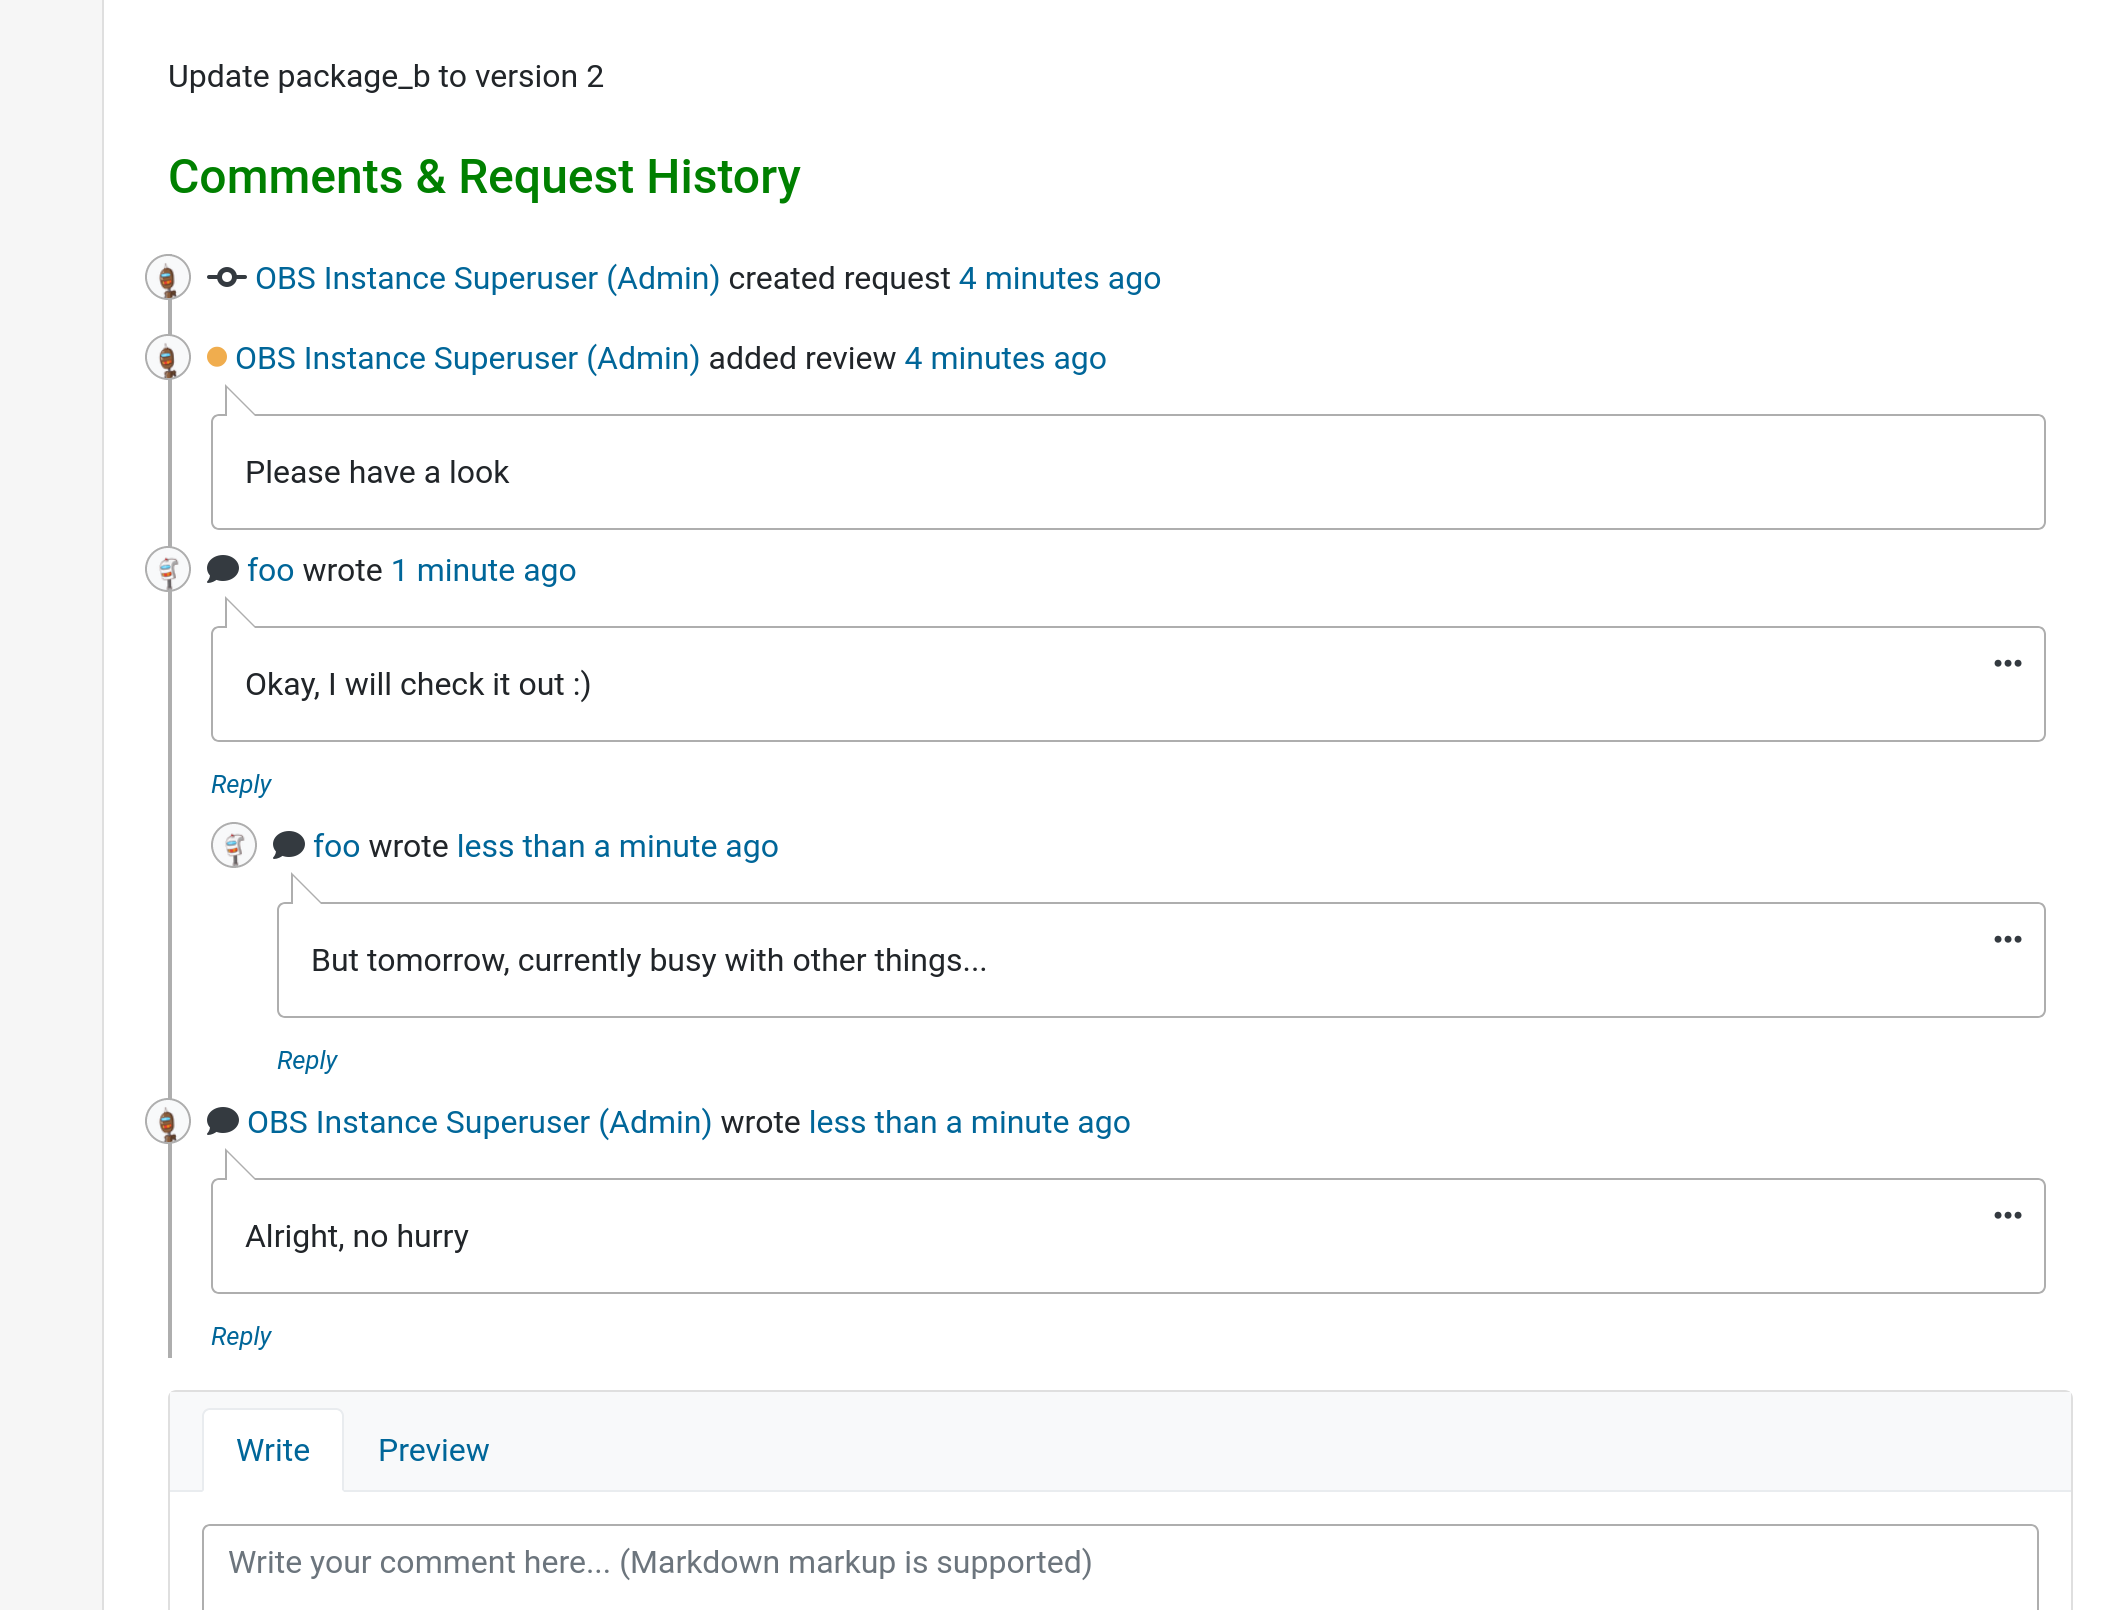 Update package_b to version 2
Comments & Request History
OBS Instance Superuser (Admin) created request 4 minutes ago
OBS Instance Superuser (Admin) added review 4 minutes ago
Please have a look
foo wrote 1 minute ago
Okay, I will check it out :)
Reply
foo wrote less than a minute ago
But tomorrow, currently busy with other things...
Reply
OBS Instance Superuser (Admin) wrote less than a minute ago
Alright, no hurry
Reply
Write Preview
Write your comment here... (Markdown markup is supported)